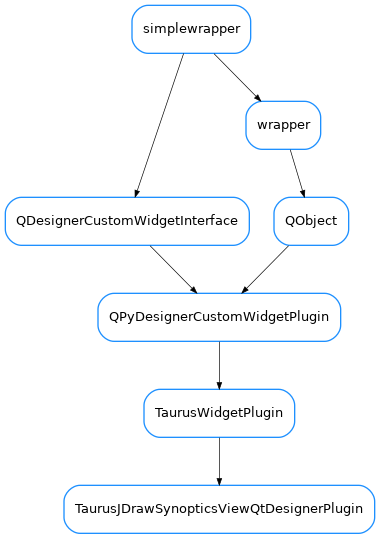 simplewrapper
wrapper
QDesignerCustomWidgetInterface
QObject
QPyDesignerCustomWidgetPlugin
TaurusWidgetPlugin
TaurusJDrawSynopticsViewQtDesignerPlugin